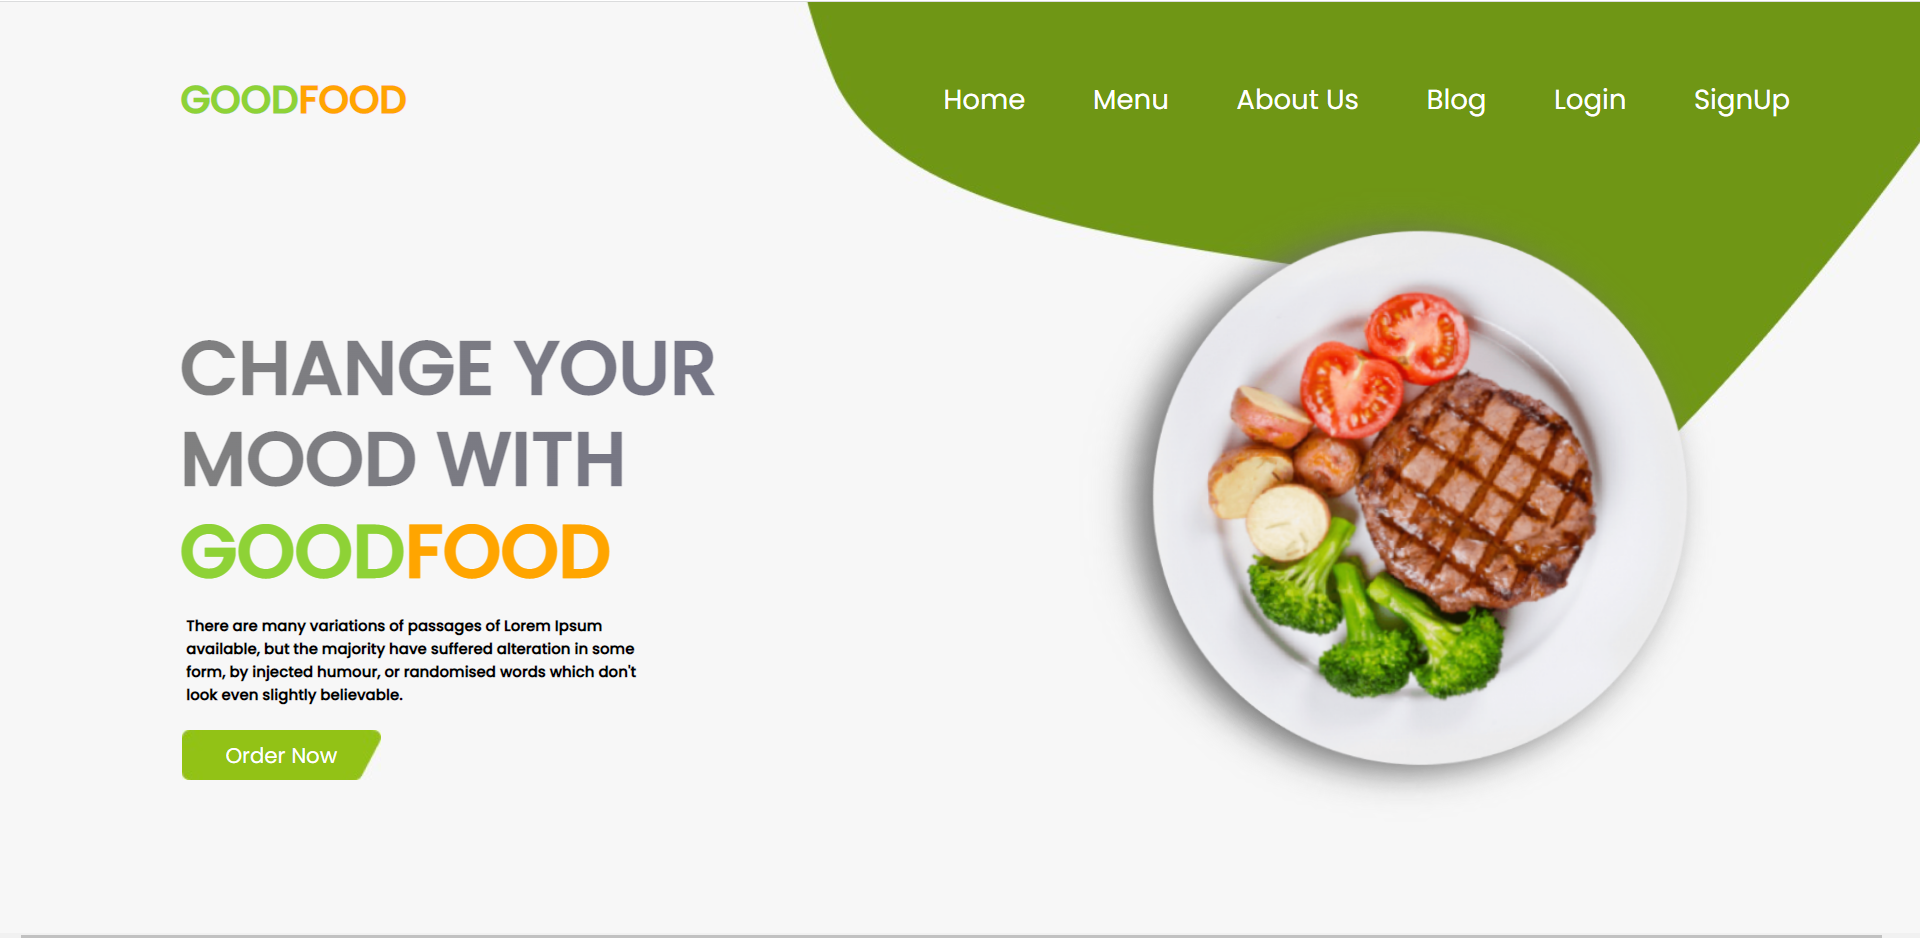 GOODFOOD
Home Menu About Us Blog Login SignUp
CHANGE YOUR
MOOD WITH
GOODFOOD
There are many variations of passages of Lorem Ipsum
available, but the majority have suffered alteration in some
form, by injected humour, or randomised words which don't
look even slightly believable.
Order Now